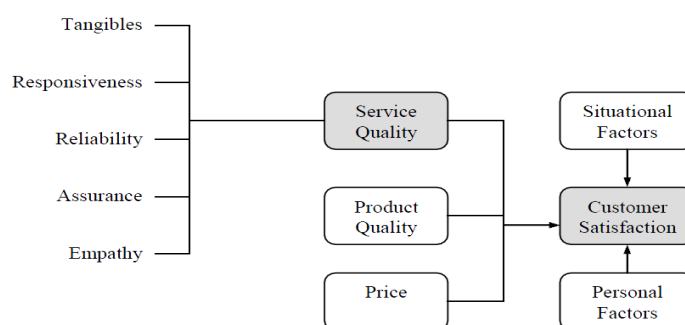 Tangibles
Responsiveness
Reliability
Assurance
Empathy
Service
Quality
Product
Quality
Price
Situational
Factors
Customer
Satisfaction
Personal
Factors